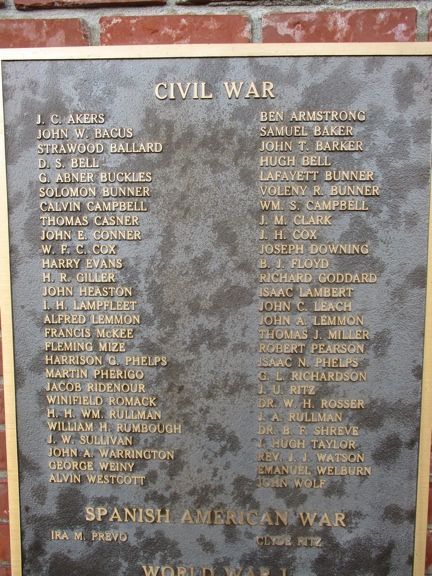 CIVIL WAR
J. C. AKERS
JOHN W. BACUS
STRAWOOD BALLARD
D. S. BELL
G. ABNER BUCKLES
SOLOMON BUNNER
CALVIN CAMPBELL
THOMAS CASNER
JOHN E. CONNER
W. F. C. COX
HARRY EVANS
H. R. GILLER
JOHN HEASTON
I. H. LAMPFLEET
ALFRED LEMMON
FRANCIS McKEE
FLEMING MIZE
HARRISON G. PHELPS
MARTIN PHERIGO
JACOB RIDENOUR
WINIFIELD ROMACK
H. H. WM. RULLMAN
WILLIAM H. RUMBOUGH
J. W. SULLIVAN
JOHN A. WARRINGTON
GEORGE WEINY
ALVIN WESTCOTT
BEN ARMSTRONG
SAMUEL BAKER
JOHN T. BARKER
HUGH BELL
LAFAYETT BUNNER
VOLENY R. BUNNER
WM. S. CAMPBELL
J. M. CLARK
J. H. COX
JOSEPH DOWNING
B. J. FLOYD
RICHARD GODDARD
ISAAC LAMBERT
JOHN C. LEACH
JOHN A. LEMMON
THOMAS J. MILLER
ROBERT PEARSON
ISAAC N. PHELPS
G. L. RICHARDSON
J. U. RITZ
DR. W. H. ROSSER
J. A. RULLMAN
DR. B. F. SHREVE
J. HUGH TAYLOR
REV. J. J. WATSON
EMANUEL WELBURN
JOHN WOLF
SPANISH AMERICAN WAR
IRA M. PREVO
CLYDE RITZ
WORLD WAR I